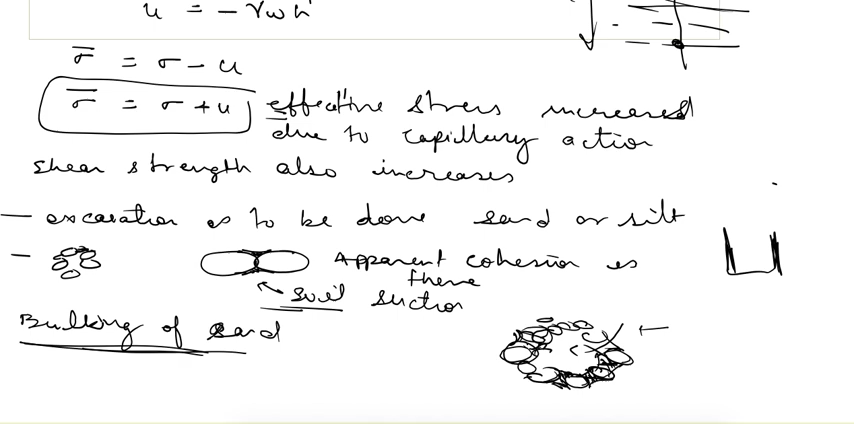 u = - γw h
σ̅ = σ - u
σ̅ = σ + u effective stress increased
due to capillary action
shear strength also increases
— excavation is to be done sand or silt
- Apparent cohesion is
there
soil suction
Bulking of sand